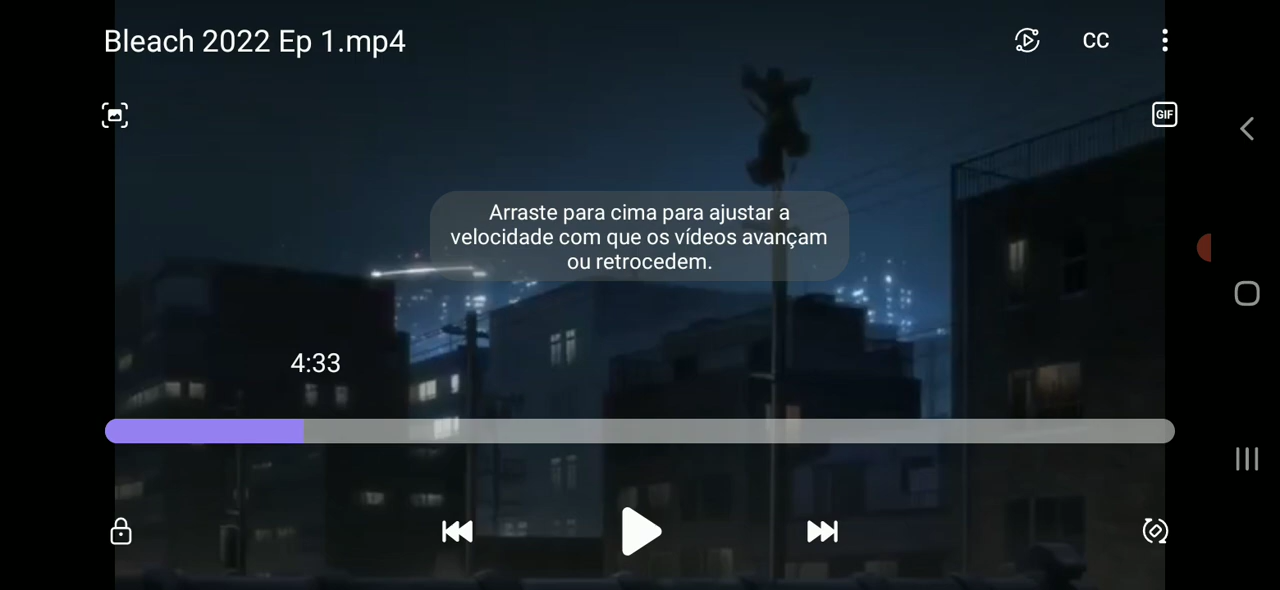 Bleach 2022 Ep 1.mp4
CC
GIF
Arraste para cima para ajustar a
velocidade com que os vídeos avançam
ou retrocedem.
4:33